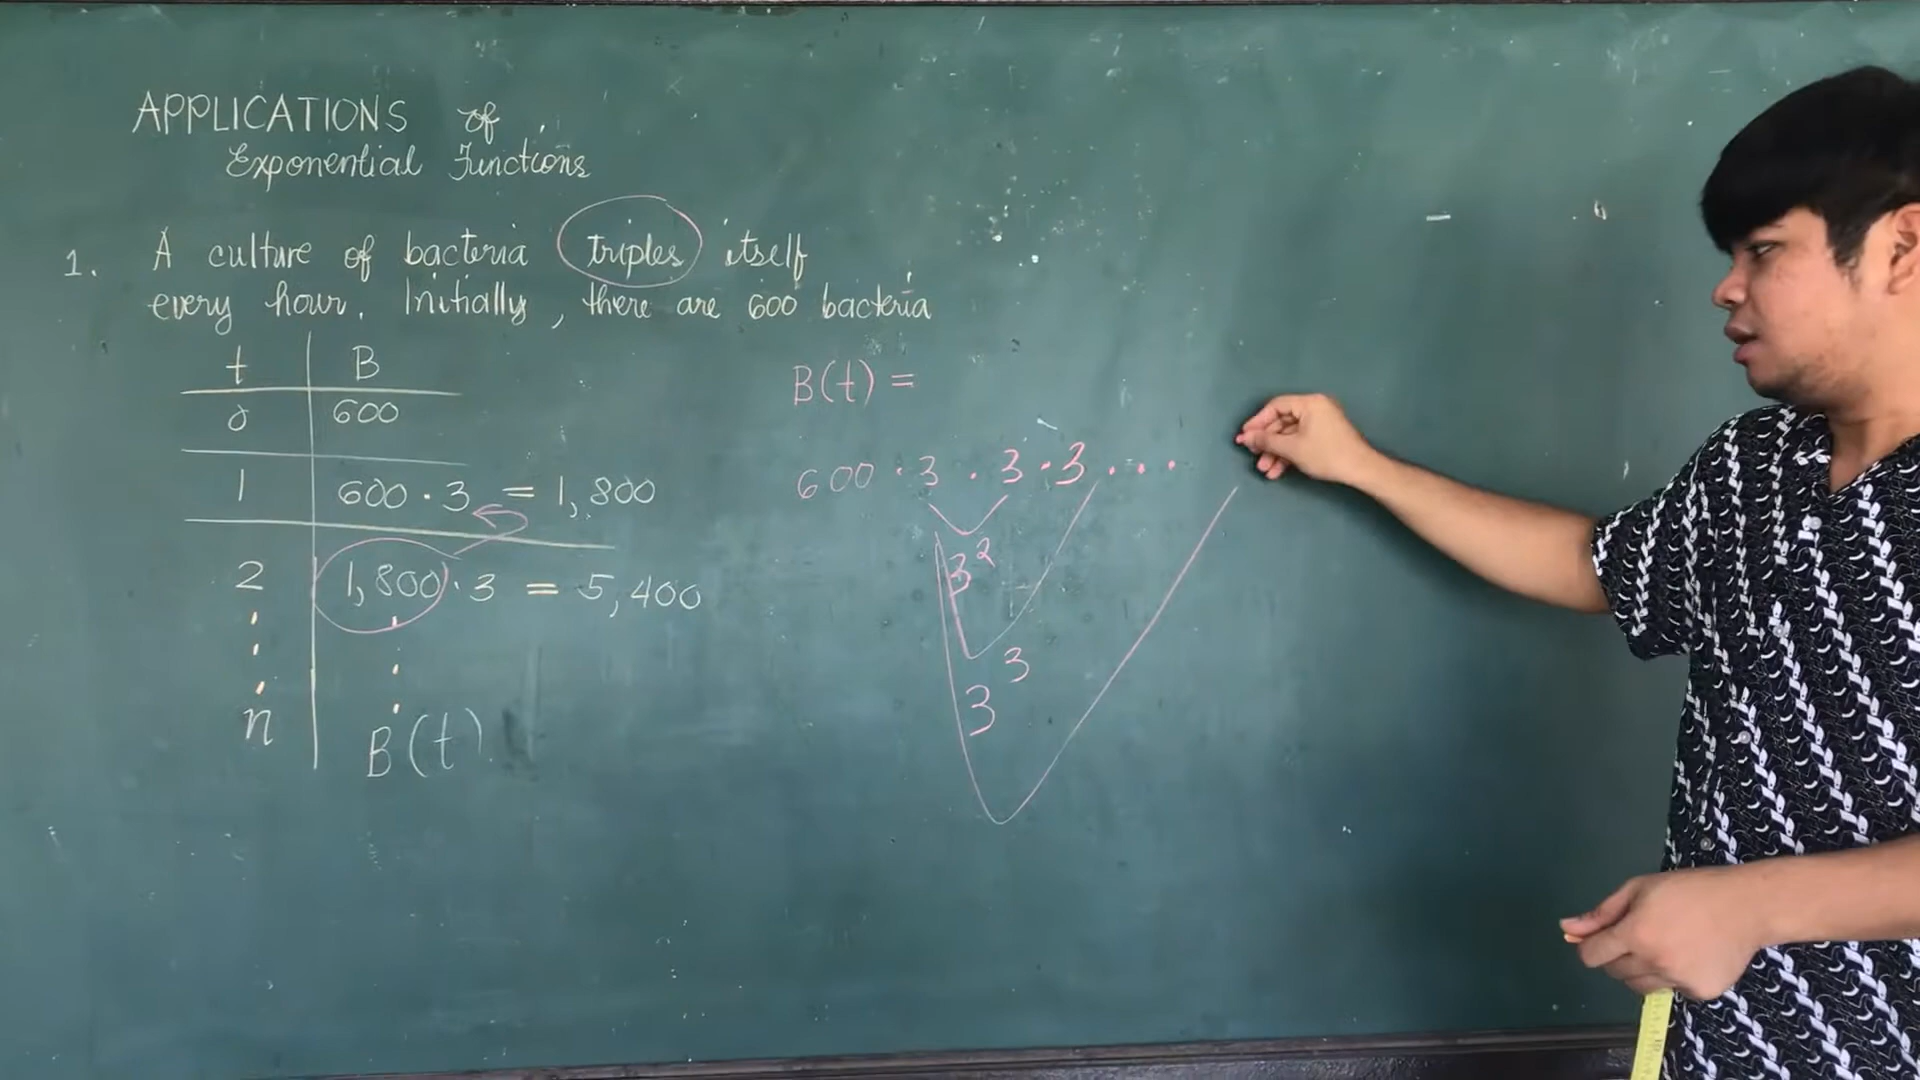 APPLICATIONS of
Exponential Functions
1. A culture of bacteria triples itself
every hour. Initially, there are 600 bacteria
t B
0 600
1 600 · 3 = 1,800
2 1,800 · 3 = 5,400
n B(t)
B(t) =
600 · 3 · 3 · 3 . . .
3²
3³